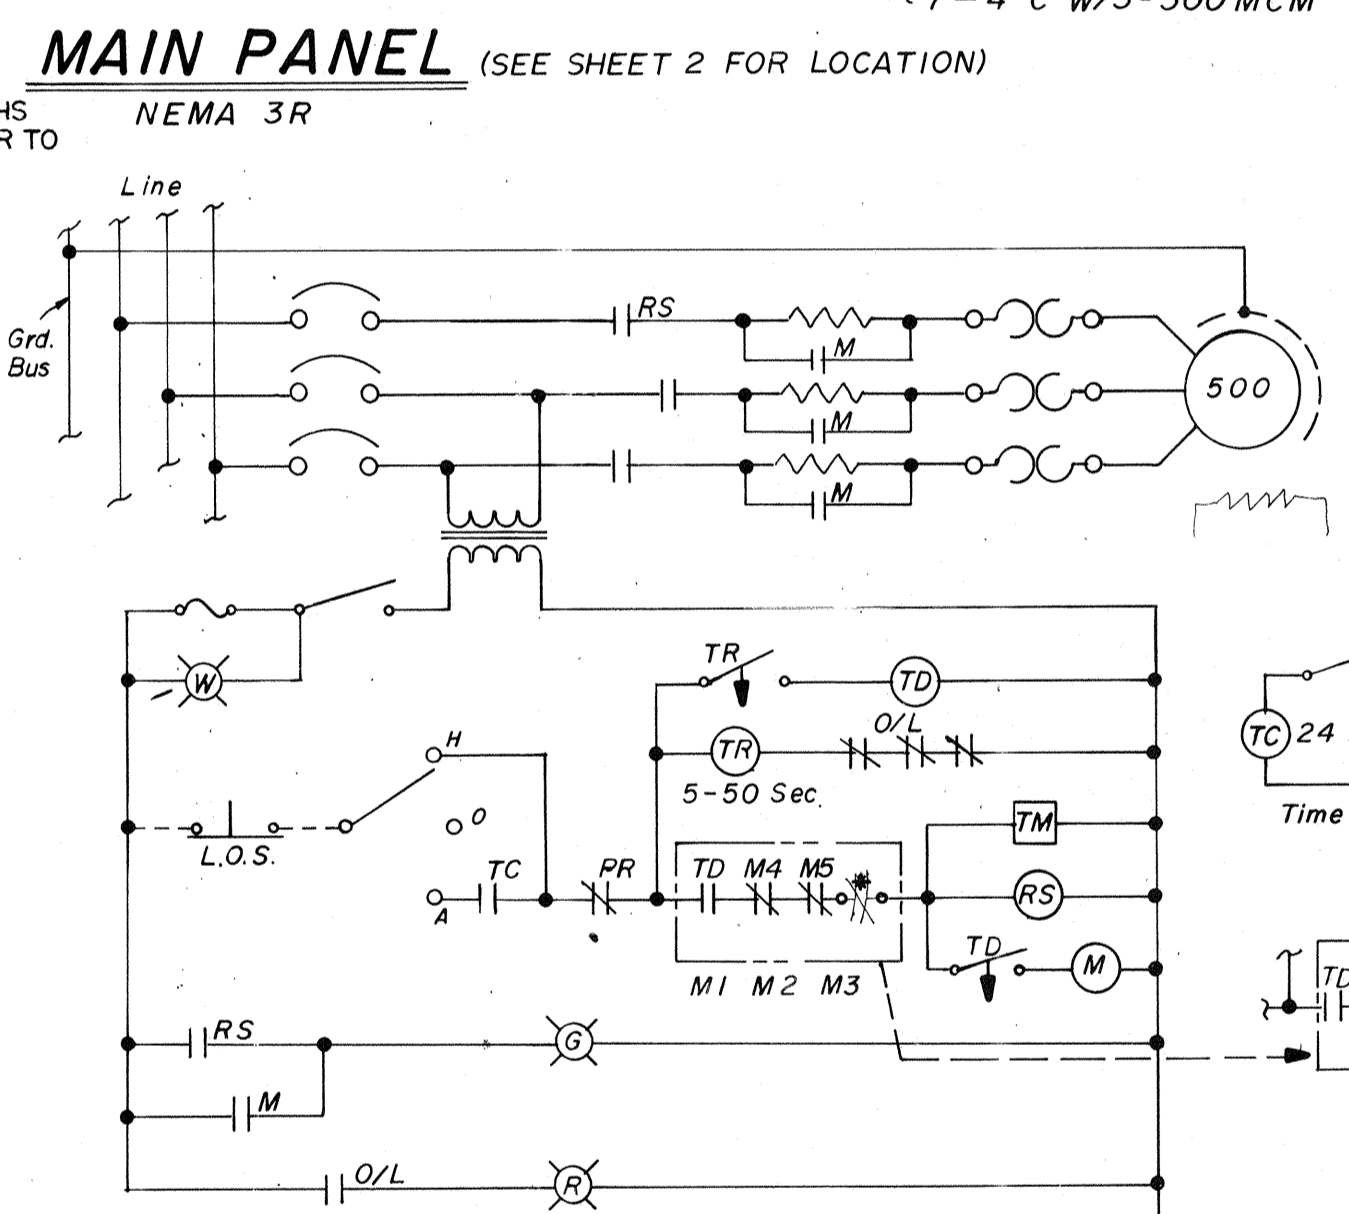 MAIN PANEL (SEE SHEET 2 FOR LOCATION)
NEMA 3R
R TO
Line
Grd.
Bus
RS
M
M
M
500
W
TR
TD
O/L
TR
5-50 Sec.
H
O
A
L.O.S.
TC
PR
TD M4 M5
M1 M2 M3
TM
RS
TD
M
TC 24
Time
TD
RS
G
M
O/L
R